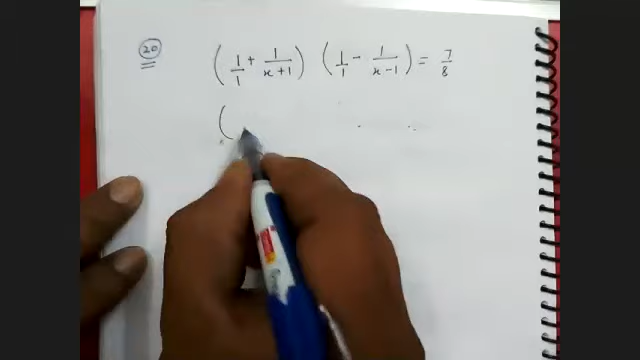 20
(1/1 + 1/(x+1)) (1/1 - 1/(x-1)) = 7/8
(